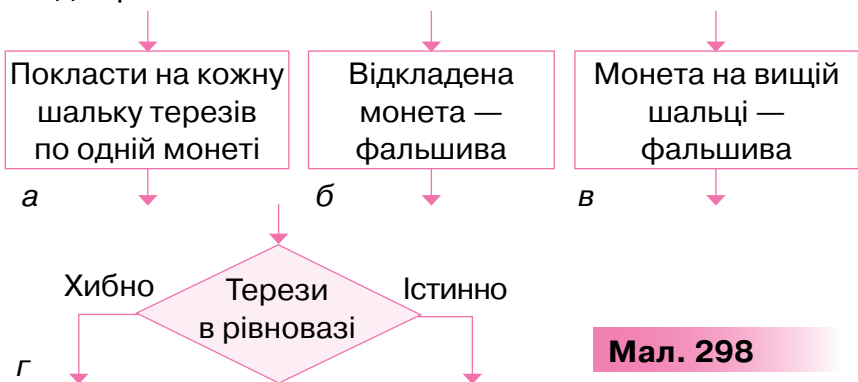 Покласти на кожну
шальку терезів
по одній монеті
Відкладена
монета —
фальшива
Монета на вищій
шальці —
фальшива
а
б
в
Хибно
Терези
в рівновазі
Істинно
г
Мал. 298